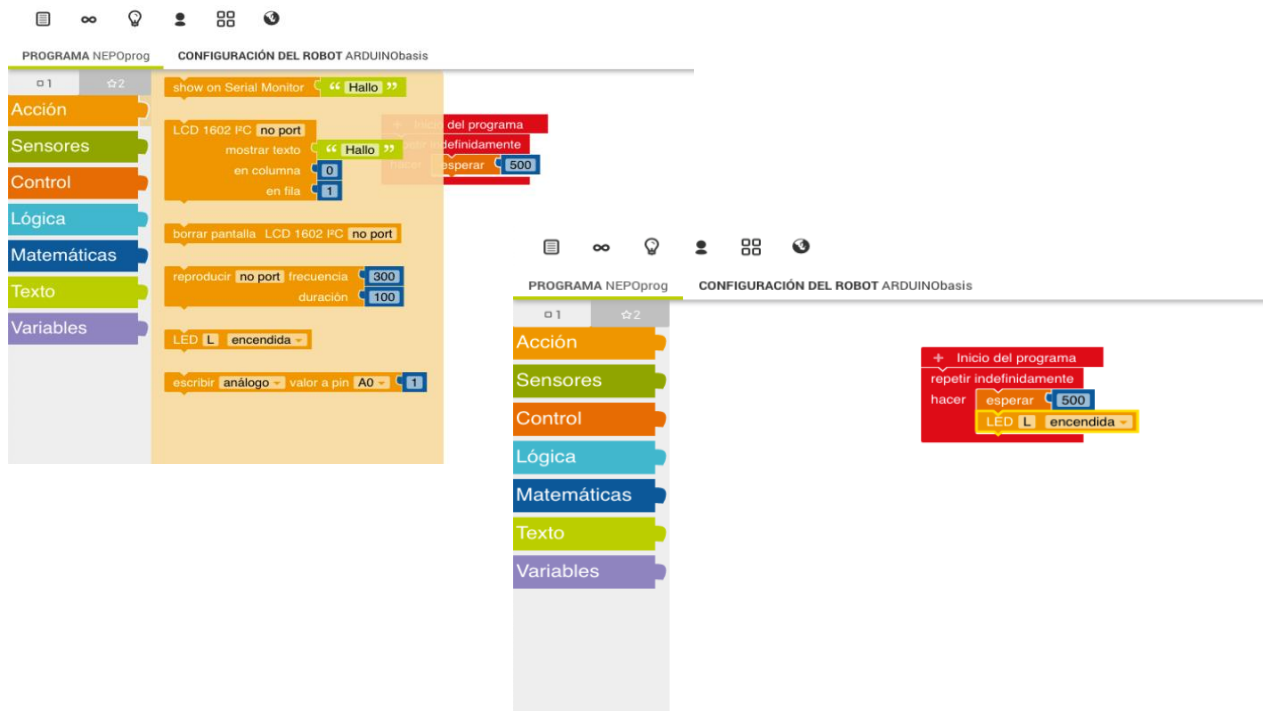 PROGRAMA NEPOprog CONFIGURACIÓN DEL ROBOT ARDUINObasis
1 2
Acción
Sensores
Control
Lógica
Matemáticas
Texto
Variables
show on Serial Monitor “ Hallo ”
LCD 1602 I²C no port
mostrar texto “ Hallo ”
en columna 0
en fila 1
borrar pantalla LCD 1602 I²C no port
reproducir no port frecuencia 300
duración 100
LED L encendida
escribir análogo valor a pin A0 1
+ Inicio del programa
repetir indefinidamente
hacer esperar 500
PROGRAMA NEPOprog CONFIGURACIÓN DEL ROBOT ARDUINObasis
1 2
Acción
Sensores
Control
Lógica
Matemáticas
Texto
Variables
+ Inicio del programa
repetir indefinidamente
hacer esperar 500
LED L encendida